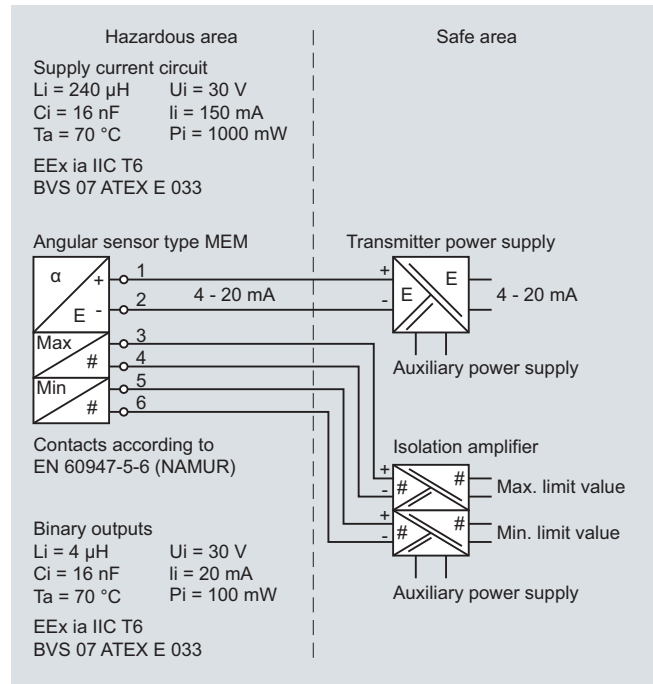 Hazardous area
Safe area
Supply current circuit
Li = 240 µH Ui = 30 V
Ci = 16 nF Ii = 150 mA
Ta = 70 °C Pi = 1000 mW
EEx ia IIC T6
BVS 07 ATEX E 033
Angular sensor type MEM
Transmitter power supply
α
E
+
-
1
2
4 - 20 mA
+
-
E
E
4 - 20 mA
Auxiliary power supply
Max
#
3
4
Min
#
5
6
Contacts according to
EN 60947-5-6 (NAMUR)
Isolation amplifier
+
-
#
#
Max. limit value
+
-
#
#
Min. limit value
Auxiliary power supply
Binary outputs
Li = 4 µH Ui = 30 V
Ci = 16 nF Ii = 20 mA
Ta = 70 °C Pi = 100 mW
EEx ia IIC T6
BVS 07 ATEX E 033